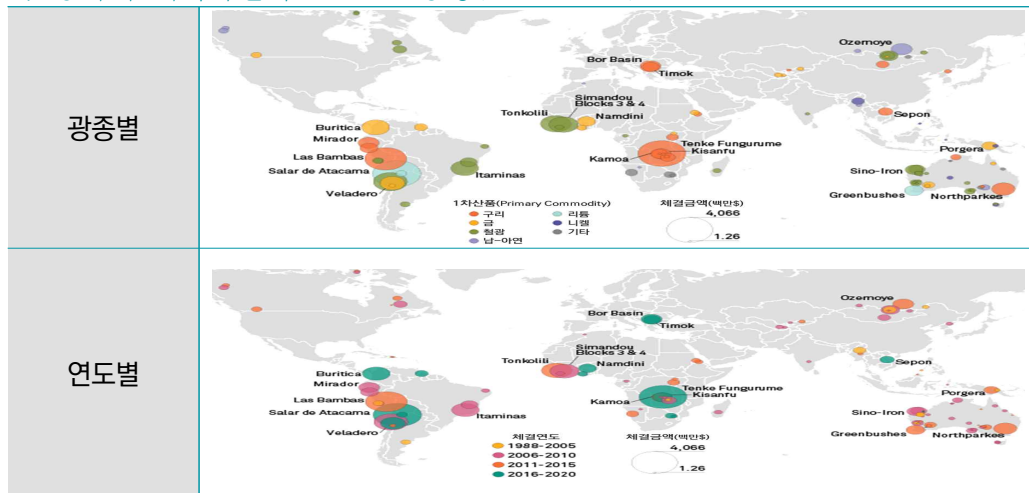 광종별
Ozernoye
Bor Basin
Timok
Simandou
Blocks 3 & 4
Tonkolili
Namdini
Sepon
Buritica
Mirador
Las Bambas
Tenke Fungurume
Kisanfu
Kamoa
Porgera
Salar de Atacama
Itaminas
Sino-Iron
Veladero
Greenbushes
Northparkes
1차산품(Primary Commodity)
구리
리튬
금
니켈
철광
기타
납-아연
체결금액(백만$)
4,066
1.26
연도별
Ozernoye
Bor Basin
Timok
Simandou
Blocks 3 & 4
Tonkolili
Namdini
Sepon
Buritica
Mirador
Las Bambas
Tenke Fungurume
Kisanfu
Kamoa
Porgera
Salar de Atacama
Itaminas
Sino-Iron
Veladero
Greenbushes
Northparkes
체결연도
1988-2005
2006-2010
2011-2015
2016-2020
체결금액(백만$)
4,066
1.26